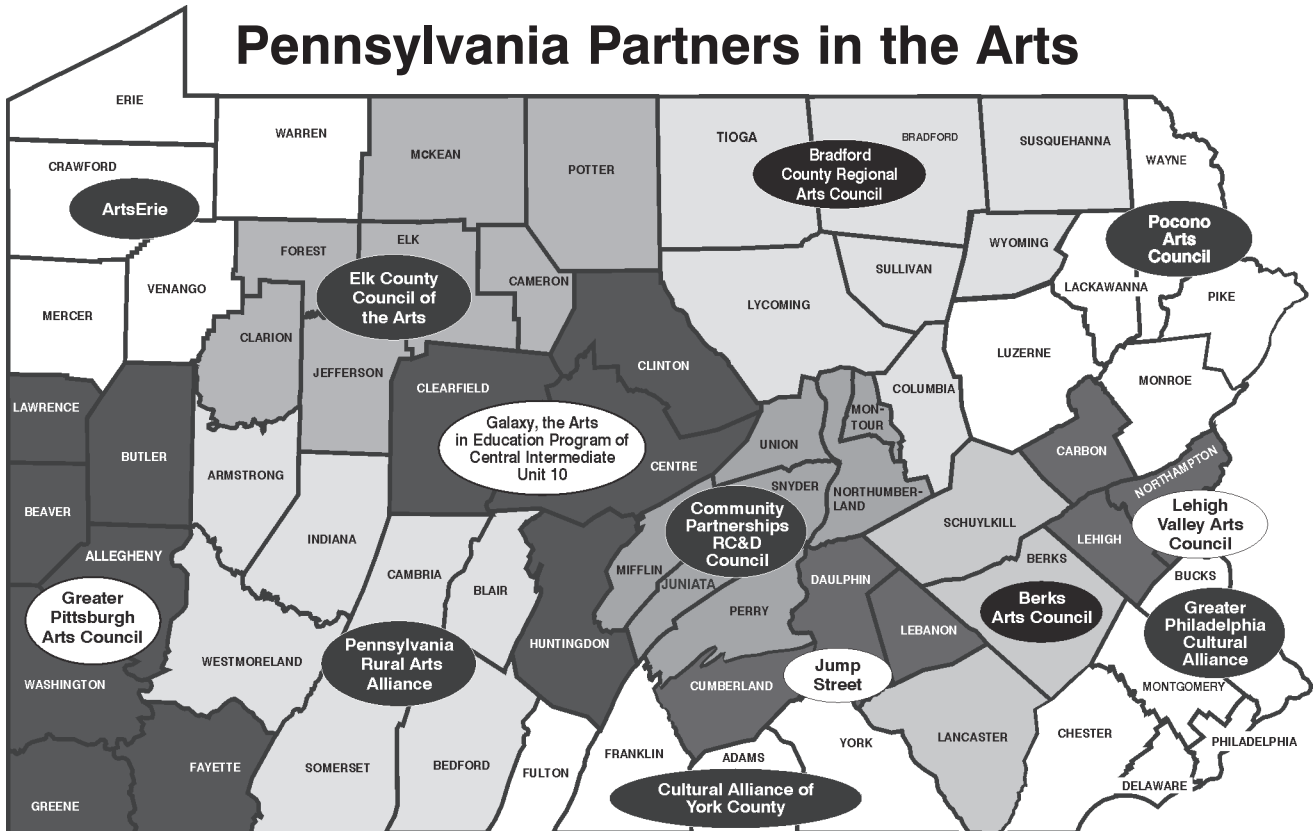 Pennsylvania Partners in the Arts
ERIE
WARREN
MCKEAN
POTTER
TIOGA
BRADFORD
SUSQUEHANNA
WAYNE
CRAWFORD
ArtsErie
Bradford
County Regional
Arts Council
Pocono
Arts
Council
FOREST
ELK
CAMERON
WYOMING
SULLIVAN
LACKAWANNA
PIKE
VENANGO
MERCER
Elk County
Council of
the Arts
LYCOMING
CLARION
JEFFERSON
CLEARFIELD
CLINTON
LUZERNE
COLUMBIA
MONROE
LAWRENCE
BUTLER
ARMSTRONG
Galaxy, the Arts
in Education Program of
Central Intermediate
Unit 10
CENTRE
UNION
MON-
TOUR
SNYDER
NORTHUMBER-
LAND
CARBON
NORTHAMPTON
BEAVER
INDIANA
Community
Partnerships
RC&D
Council
SCHUYLKILL
LEHIGH
Lehigh
Valley Arts
Council
ALLEGHENY
CAMBRIA
BLAIR
MIFFLIN
JUNIATA
PERRY
DAULPHIN
BERKS
BUCKS
Greater
Pittsburgh
Arts Council
Berks
Arts Council
Greater
Philadelphia
Cultural
Alliance
LEBANON
WESTMORELAND
Pennsylvania
Rural Arts
Alliance
HUNTINGDON
WASHINGTON
CUMBERLAND
Jump
Street
MONTGOMERY
FAYETTE
SOMERSET
BEDFORD
FULTON
FRANKLIN
ADAMS
YORK
LANCASTER
CHESTER
PHILADELPHIA
DELAWARE
GREENE
Cultural Alliance of
York County